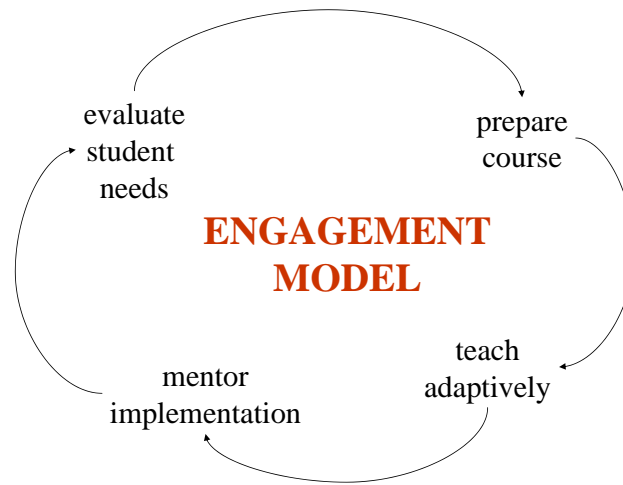 evaluate
student
needs
prepare
course
ENGAGEMENT
MODEL
teach
adaptively
mentor
implementation